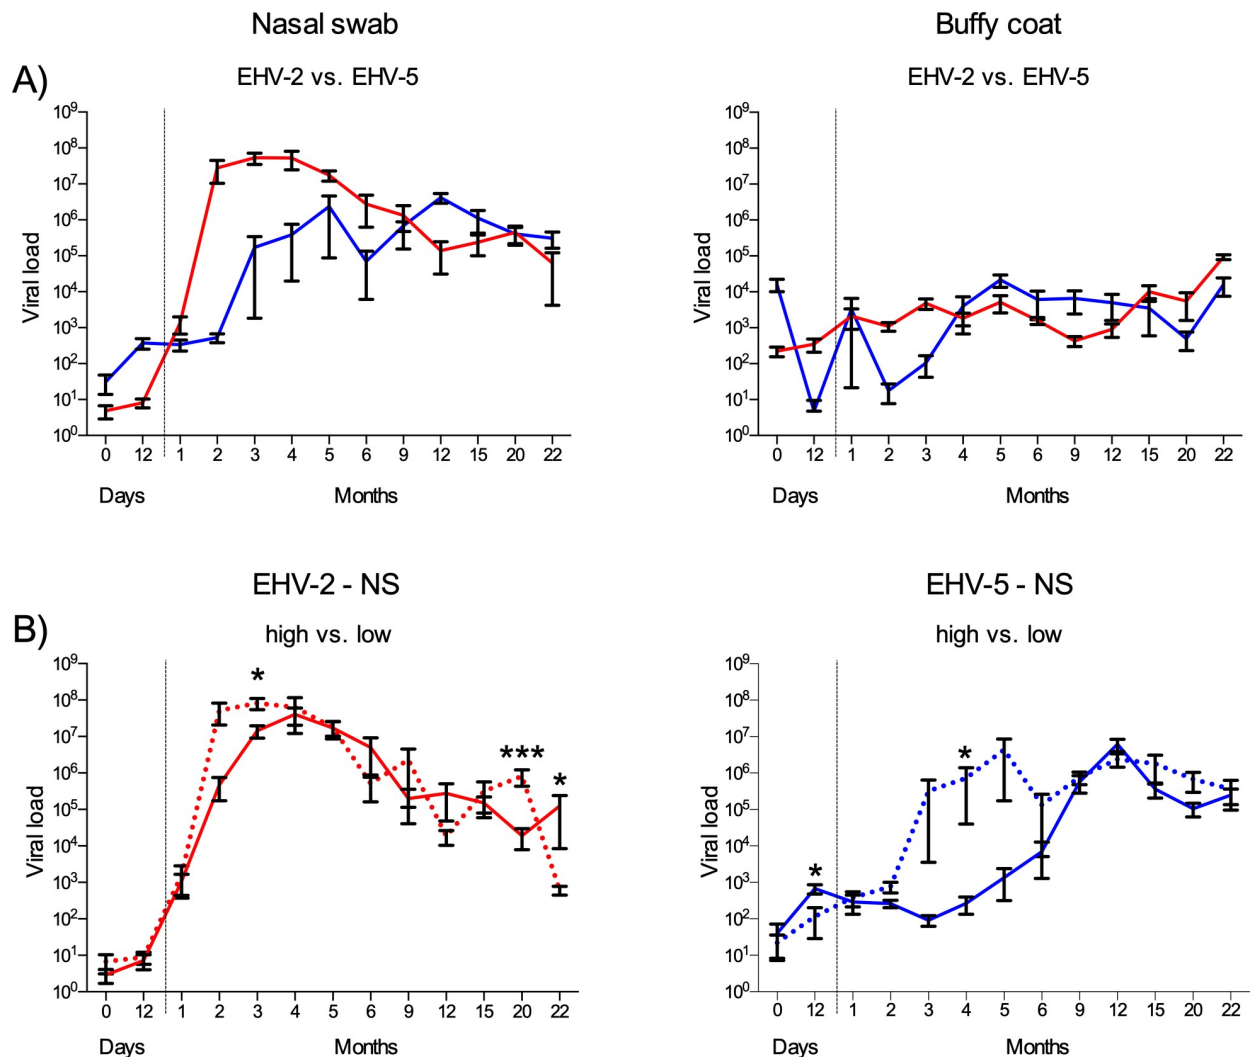 Nasal swab
Buffy coat
A)
EHV-2 vs. EHV-5
EHV-2 vs. EHV-5
Viral load
10⁹
10⁸
10⁷
10⁶
10⁵
10⁴
10³
10²
10¹
10⁰
0 12 1 2 3 4 5 6 9 12 15 20 22
Days Months
Viral load
10⁹
10⁸
10⁷
10⁶
10⁵
10⁴
10³
10²
10¹
10⁰
0 12 1 2 3 4 5 6 9 12 15 20 22
Days Months
B)
EHV-2 - NS
high vs. low
EHV-5 - NS
high vs. low
Viral load
10⁹
10⁸
10⁷
10⁶
10⁵
10⁴
10³
10²
10¹
10⁰
* *** *
0 12 1 2 3 4 5 6 9 12 15 20 22
Days Months
Viral load
10⁹
10⁸
10⁷
10⁶
10⁵
10⁴
10³
10²
10¹
10⁰
* *
0 12 1 2 3 4 5 6 9 12 15 20 22
Days Months